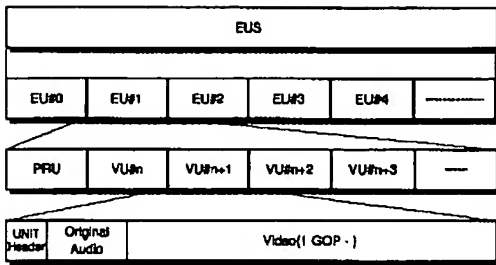 EUS
EU#0 EU#1 EU#2 EU#3 EU#4
PRU VU#n VU#n+1 VU#n+2 VU#n+3
UNIT Header Original Audio Video(1 GOP - )